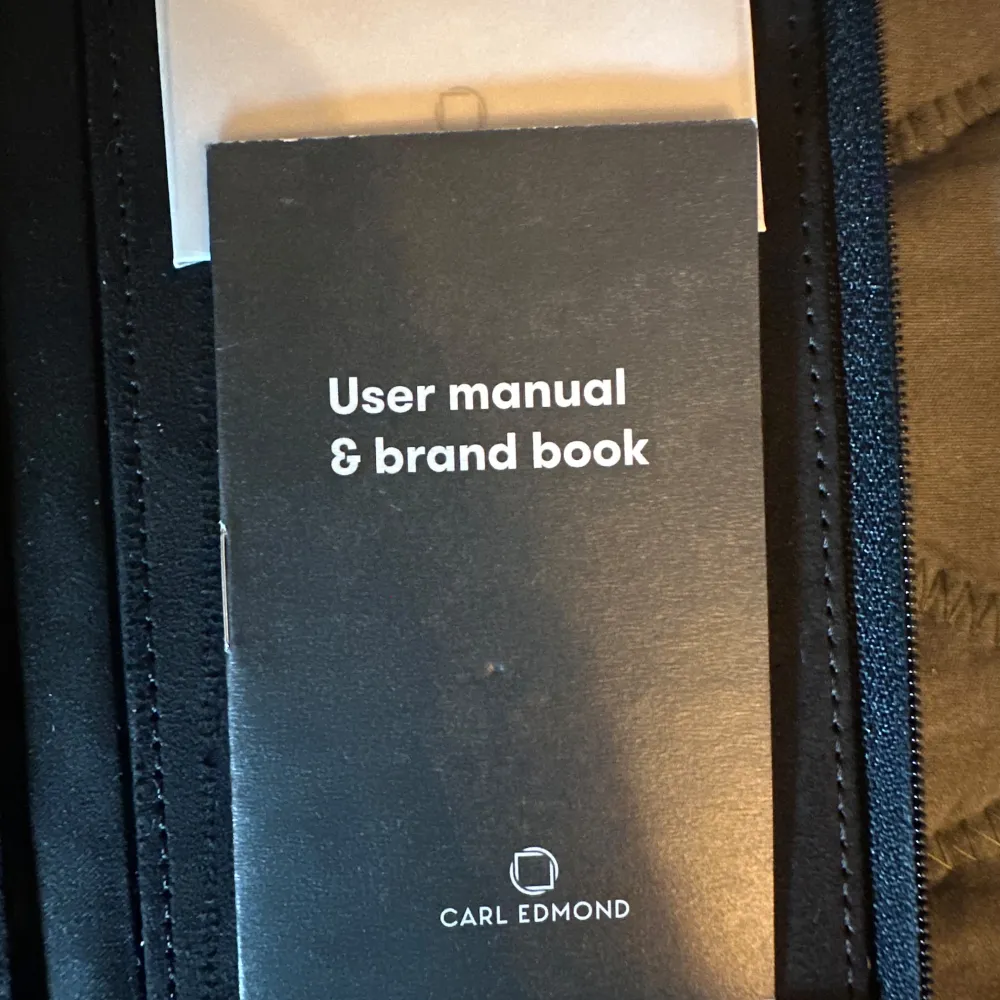 User manual
& brand book
CARL EDMOND